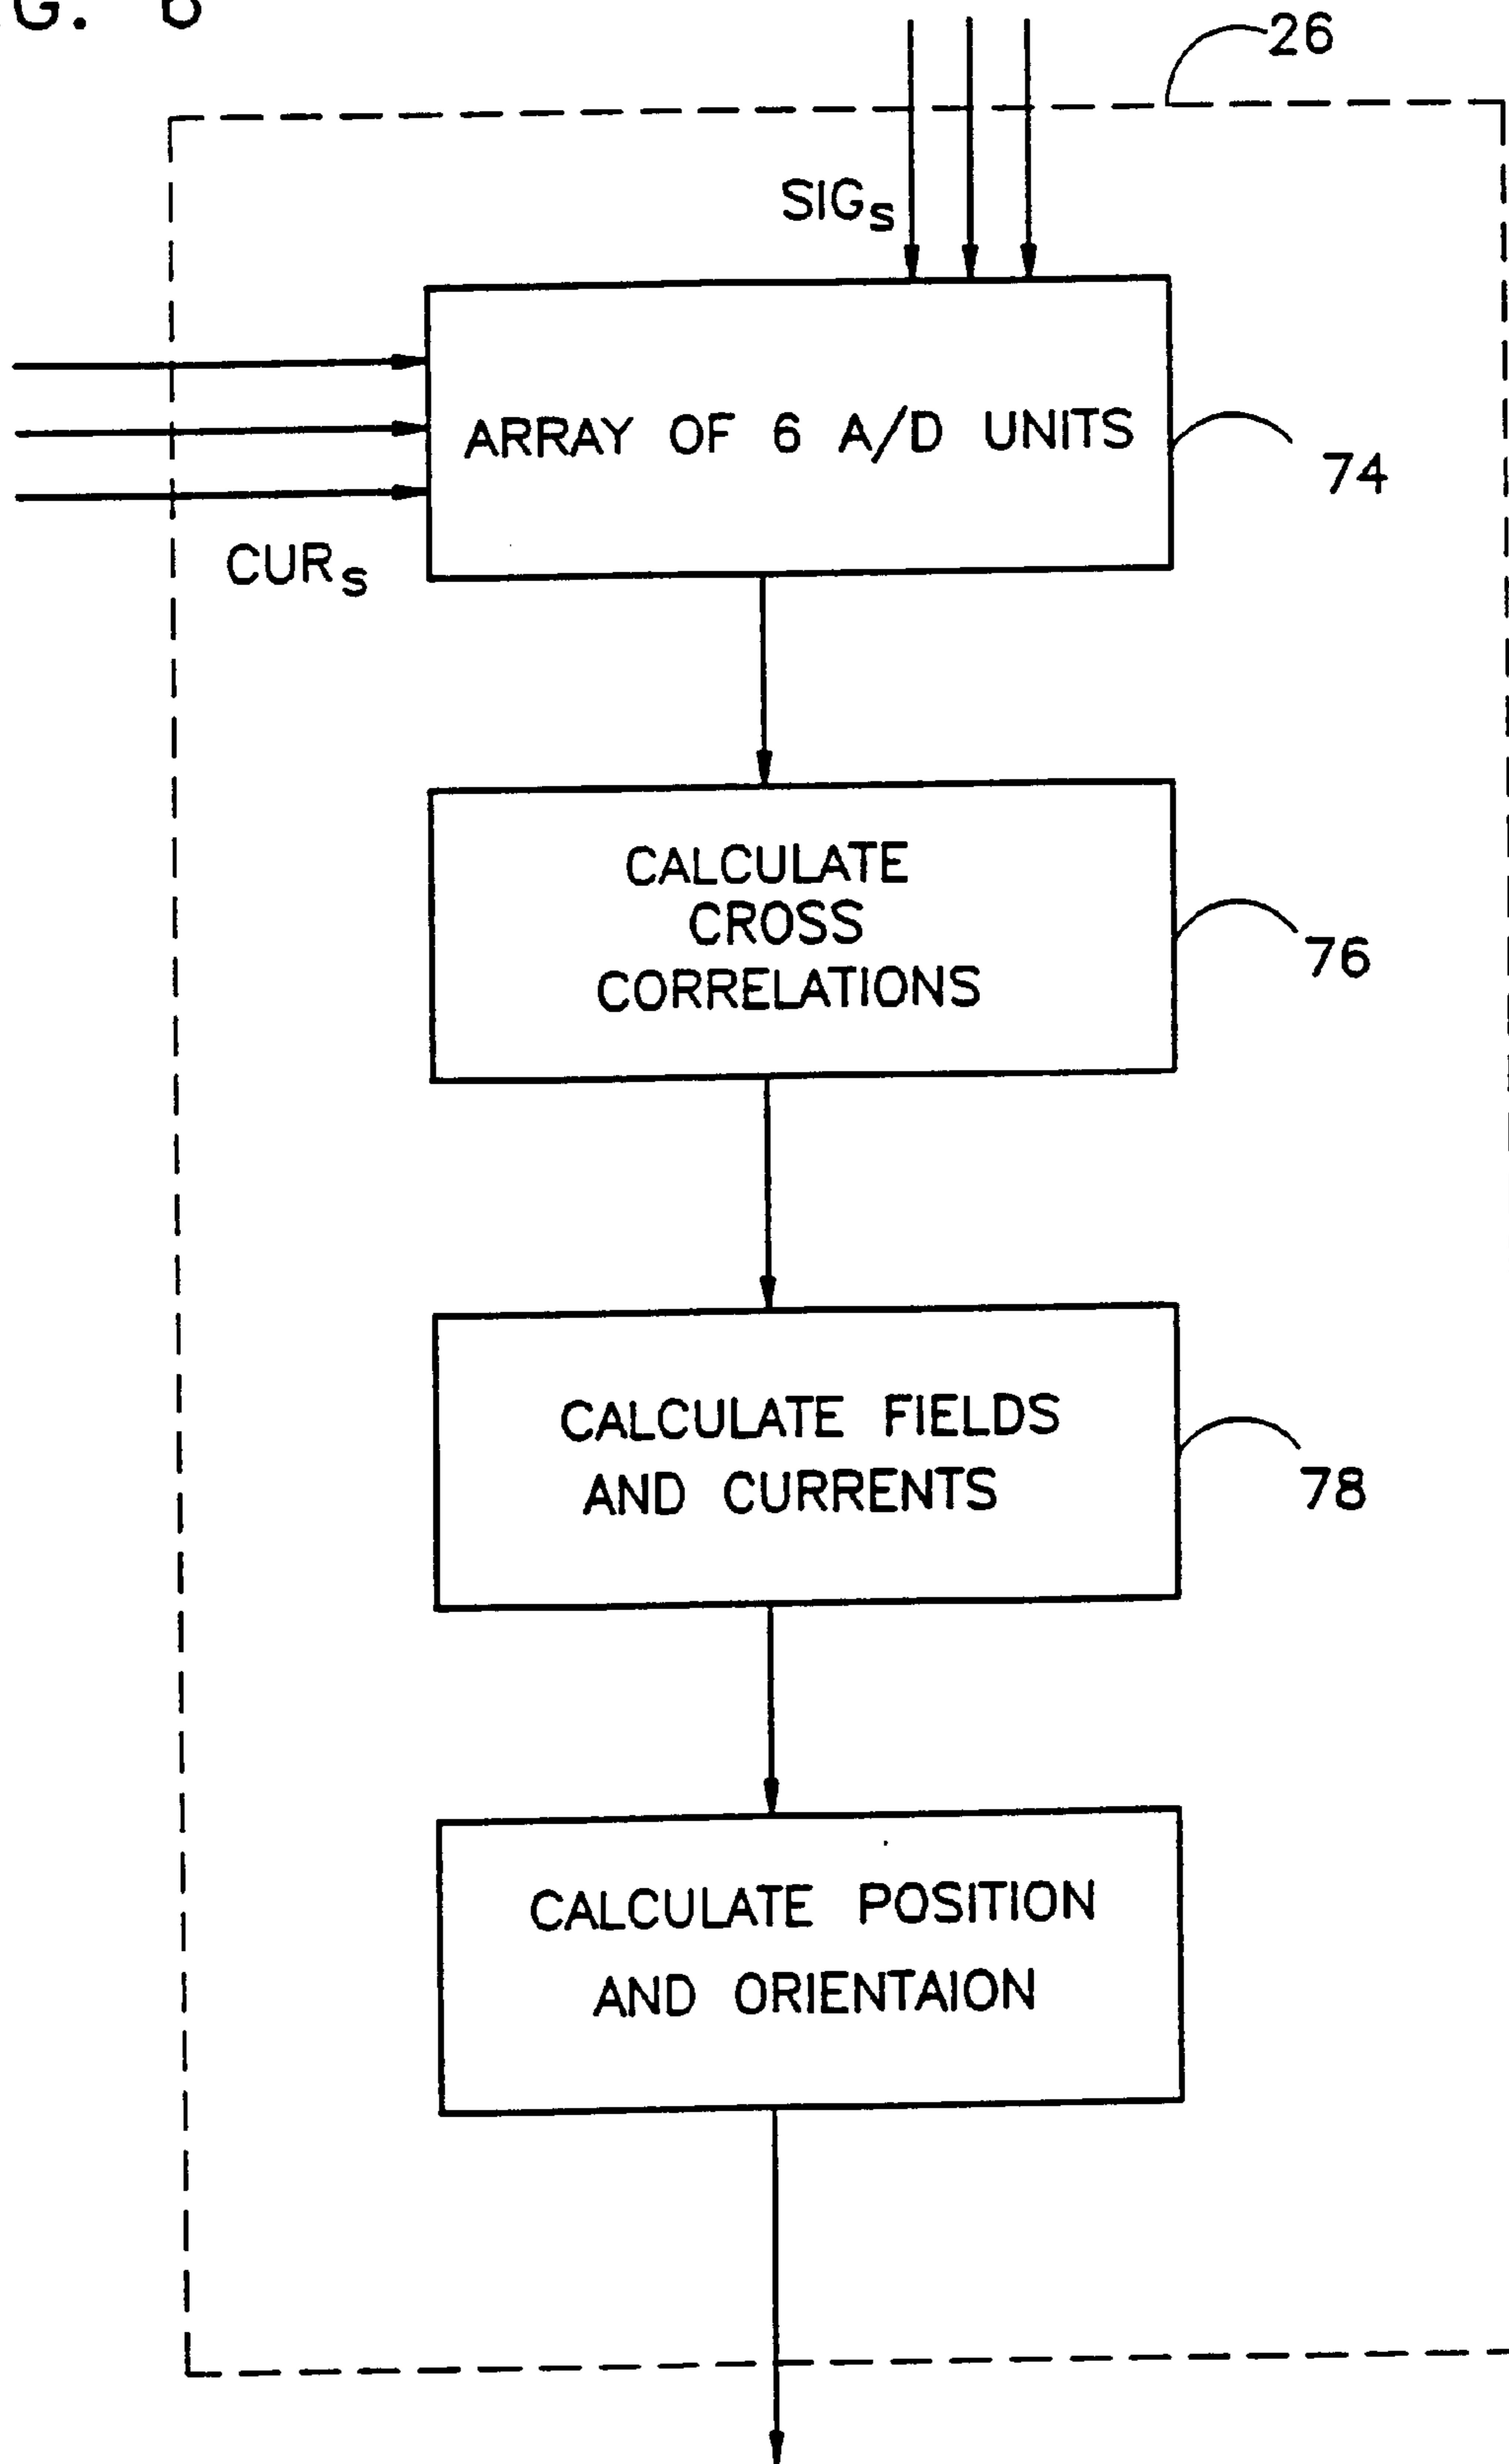 G. 6
26
SIGs
ARRAY OF 6 A/D UNITS
74
CURs
CALCULATE
CROSS
CORRELATIONS
76
CALCULATE FIELDS
AND CURRENTS
78
CALCULATE POSITION
AND ORIENTAION